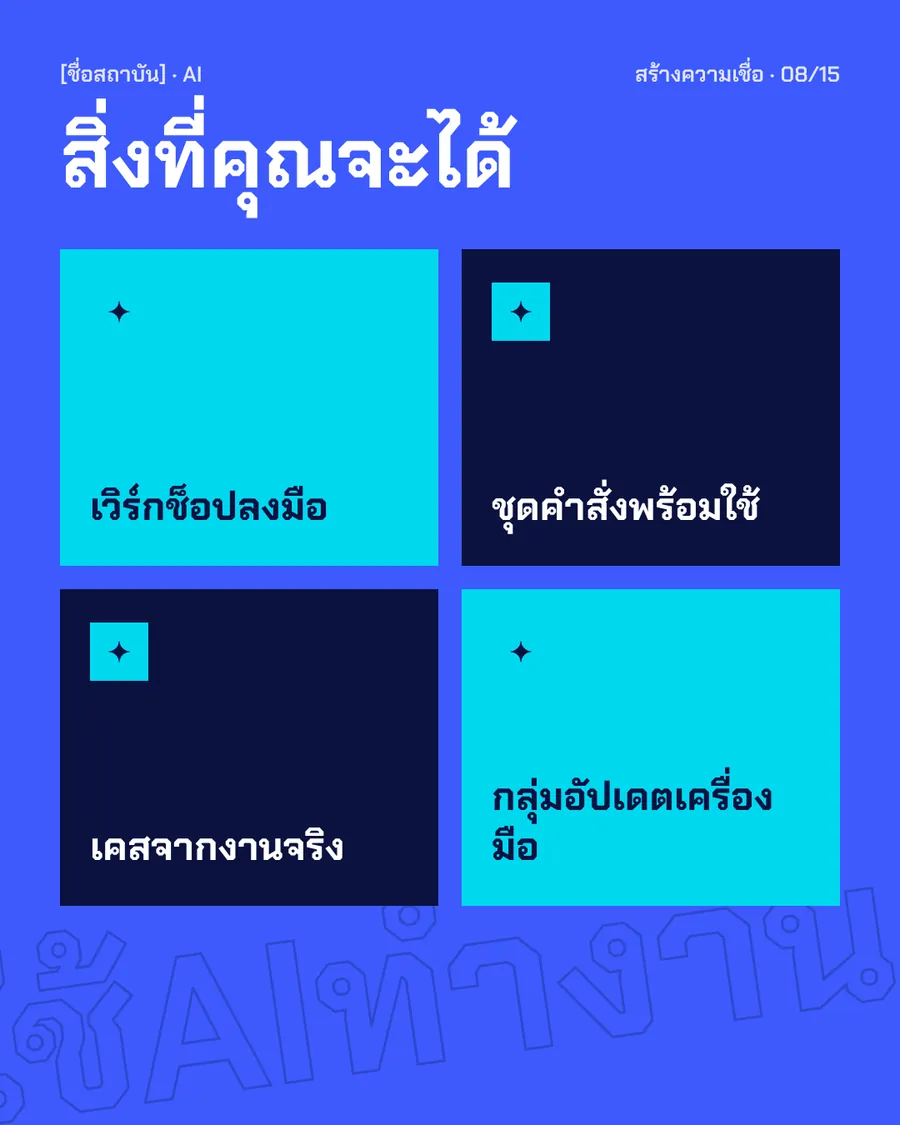 [ชื่อสถาบัน] · AI
สร้างความเชื่อ · 08/15
สิ่งที่คุณจะได้
เวิร์กช็อปลงมือ
ชุดคำสั่งพร้อมใช้
เคสจากงานจริง
กลุ่มอัปเดตเครื่อง
มือ
ใช้AIทำงาน